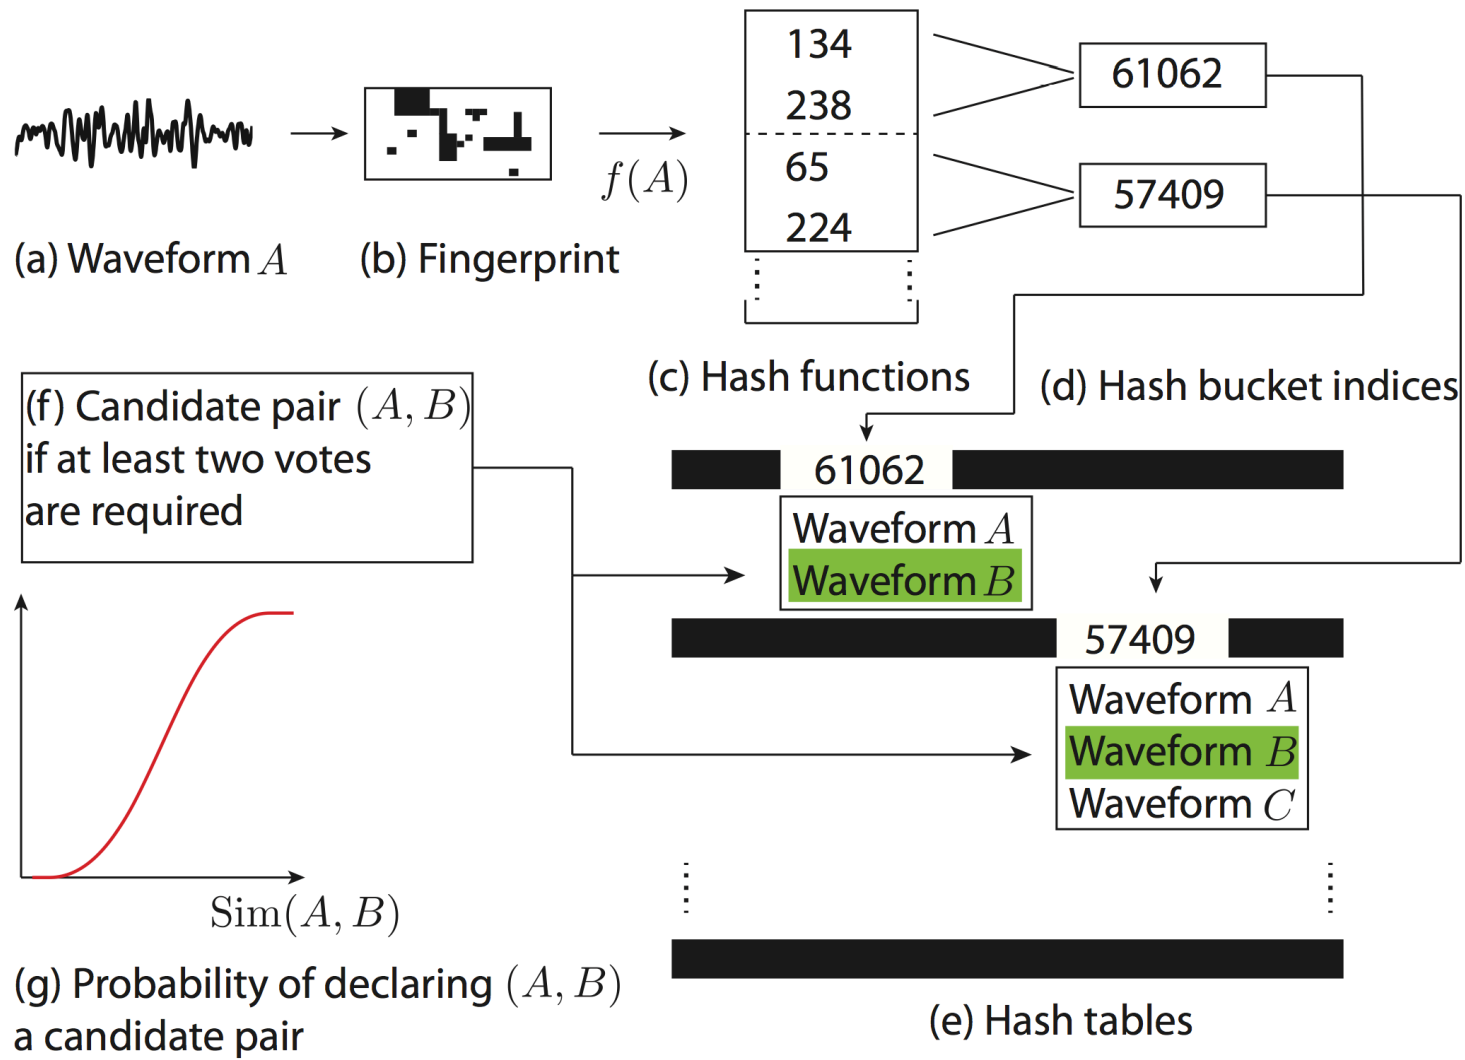 134
238
65
224
61062
57409
f(A)
(a) Waveform A
(b) Fingerprint
(c) Hash functions
(d) Hash bucket indices
(f) Candidate pair (A, B)
if at least two votes
are required
61062
Waveform A
Waveform B
57409
Waveform A
Waveform B
Waveform C
Sim(A, B)
(g) Probability of declaring (A, B)
a candidate pair
(e) Hash tables